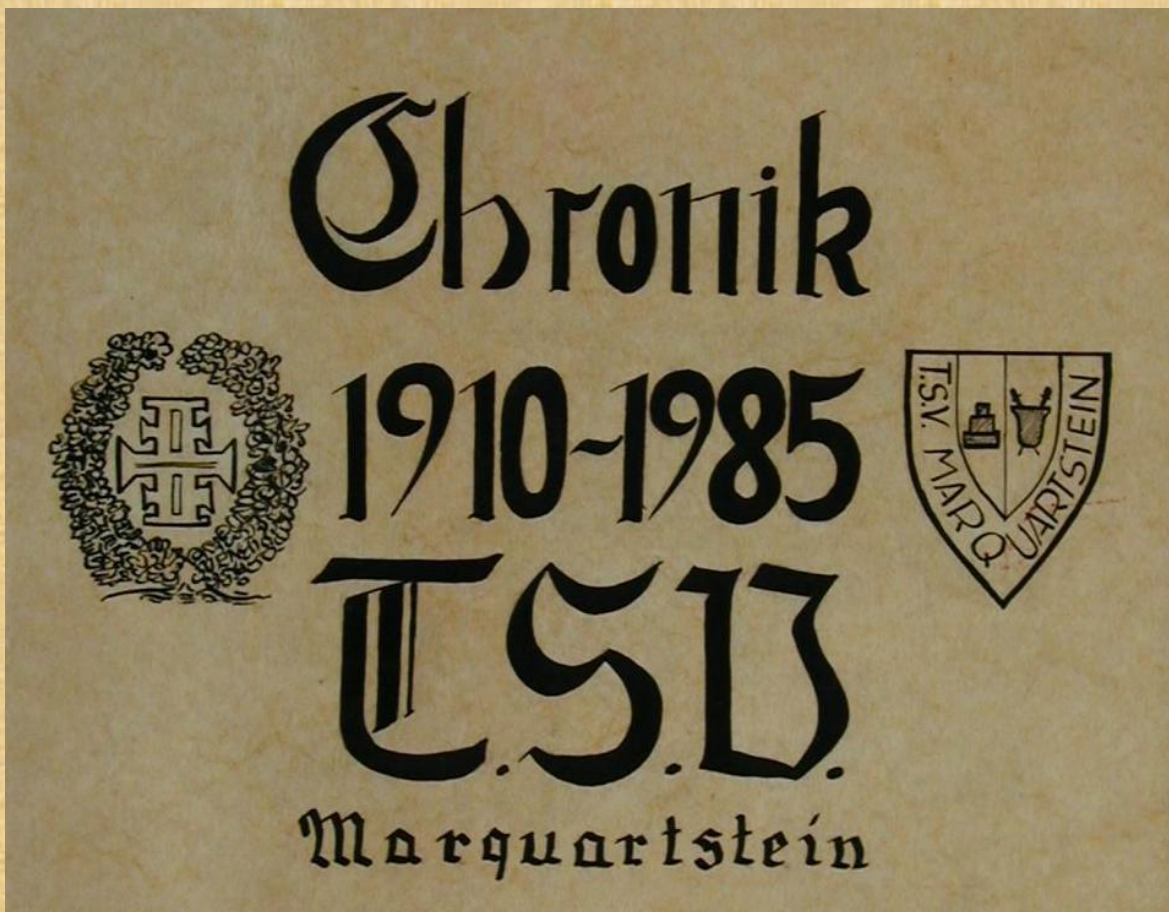 Chronik
1910-1985
T.S.V. MARQUARTSTEIN
T.S.V.
Marquartstein